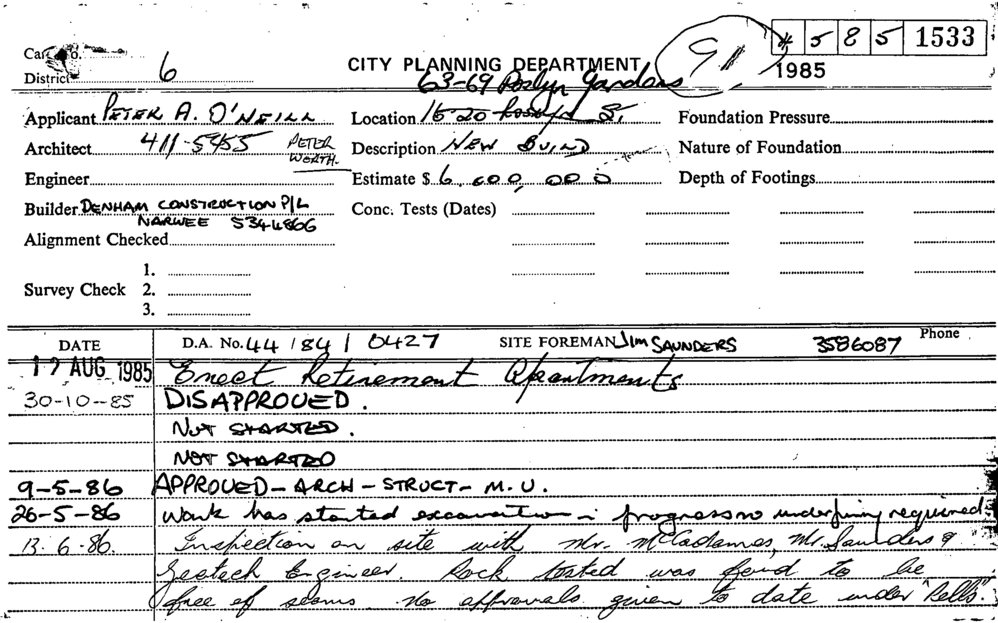 * 5 8 5 1533
91
Card No.
CITY PLANNING DEPARTMENT 1985
District 6
63-69 Roslyn Gardens
Applicant PETER A. O'NEILL Location 16-20 Roslyn St. Foundation Pressure
Architect 411-5455 PETER WERTH. Description NEW BUILD Nature of Foundation
Engineer Estimate $ 6,600,000 Depth of Footings
Builder DENHAM CONSTRUCTION P/L Conc. Tests (Dates)
NARWEE 5344866
Alignment Checked
1.
Survey Check 2.
3.
DATE D.A. No. 44/84/0427 SITE FOREMAN JIM SAUNDERS 3586087 Phone
AUG 1985 Erect Retirement Apartments
30-10-85 DISAPPROVED.
NOT STARTED.
NOT STARTED
9-5-86 APPROVED - ARCH - STRUCT - M.U.
26-5-86 Work has started excavation in progress no underpinning required.
13.6.86. Inspection on site with Mr. McAdams, Mr Saunders &
Geotech Engineer. Rock tested was found to be
free of seams. No approvals given to date under "Rells".